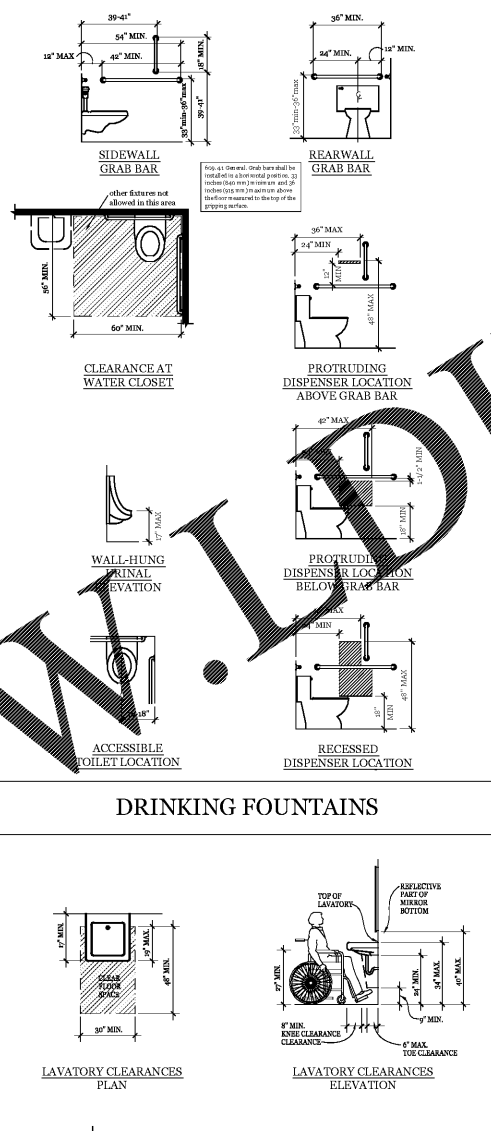 39-41"
54" MIN.
12" MAX
42" MIN.
18" MIN.
33"min-36"max
39-41"
SIDEWALL
GRAB BAR
36" MIN.
24" MIN.
12" MIN.
33"min-36"max
REARWALL
GRAB BAR
609.4.1 General. Grab bars shall be
installed in a horizontal position, 33
inches (840 mm) minimum and 36
inches (915 mm) maximum above
the floor measured to the top of the
gripping surface.
other fixtures not
allowed in this area
56" MIN.
60" MIN.
CLEARANCE AT
WATER CLOSET
36" MAX
24" MIN
12"
MIN
48" MAX
PROTRUDING
DISPENSER LOCATION
ABOVE GRAB BAR
17" MAX
WALL-HUNG
URINAL
ELEVATION
42" MAX
1-1/2" MIN
18" MIN
PROTRUDING
DISPENSER LOCATION
BELOW GRAB BAR
ACCESSIBLE
TOILET LOCATION
MAX
MIN
48" MAX
18"
MIN
RECESSED
DISPENSER LOCATION
W.LD
DRINKING FOUNTAINS
17" MIN.
19" MAX.
48" MIN.
CLEAR
FLOOR
SPACE
30" MIN.
LAVATORY CLEARANCES
PLAN
TOP OF
LAVATORY
REFLECTIVE
PART OF
MIRROR
BOTTOM
27" MIN.
24" MIN.
34" MAX
40" MAX.
9" MIN.
8" MIN.
KNEE CLEARANCE
CLEARANCE
6" MAX.
TOE CLEARANCE
LAVATORY CLEARANCES
ELEVATION